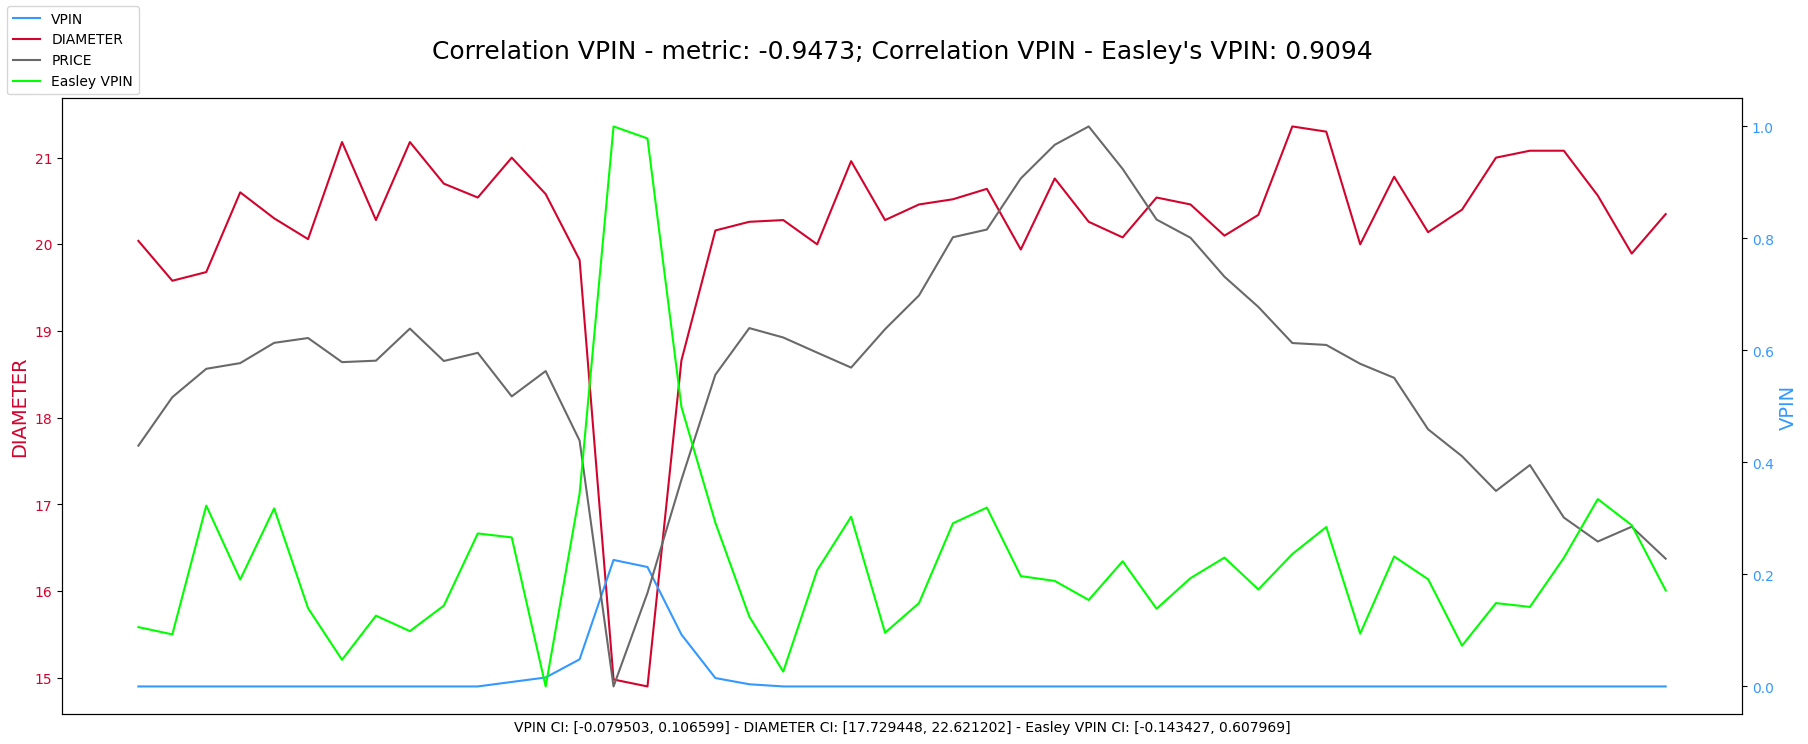 VPIN
DIAMETER
PRICE
Easley VPIN
Correlation VPIN - metric: -0.9473; Correlation VPIN - Easley's VPIN: 0.9094
21
20
19
18
17
16
15
DIAMETER
1.0
0.8
0.6
0.4
0.2
0.0
VPIN
VPIN CI: [-0.079503, 0.106599] - DIAMETER CI: [17.729448, 22.621202] - Easley VPIN CI: [-0.143427, 0.607969]